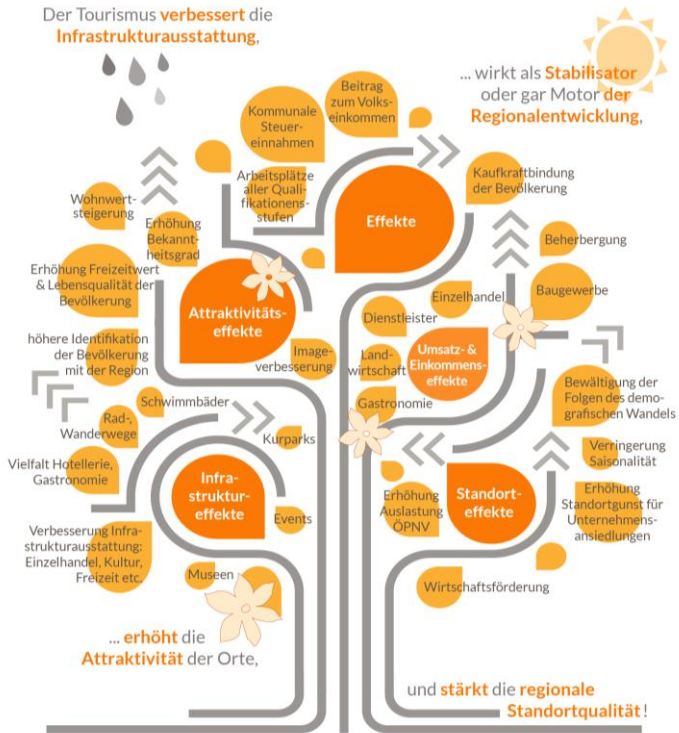 Der Tourismus verbessert die
Infrastrukturausstattung,
... wirkt als Stabilisator
oder gar Motor der
Regionalentwicklung,
Beitrag
zum Volks-
einkommen
Kommunale
Steuer-
einnahmen
Arbeitsplätze
aller Quali-
fikationens-
stufen
Effekte
Kaufkraftbindung
der Bevölkerung
Wohnwert-
steigerung
Erhöhung
Bekannt-
heitsgrad
Erhöhung Freizeitwert
& Lebensqualität der
Bevölkerung
Attraktivitäts-
effekte
höhere Identifikation
der Bevölkerung
mit der Region
Image-
verbesserung
Beherbergung
Baugewerbe
Einzelhandel
Dienstleister
Umsatz- &
Einkommens-
effekte
Land-
wirtschaft
Gastronomie
Bewältigung der
Folgen des demo-
grafischen Wandels
Verringerung
Saisonalität
Erhöhung
Standortgunst für
Unternehmens-
ansiedlungen
Standort-
effekte
Erhöhung
Auslastung
ÖPNV
Wirtschaftsförderung
Schwimmbäder
Rad-,
Wanderwege
Kurparks
Vielfalt Hotellerie,
Gastronomie
Infra-
struktur-
effekte
Events
Verbesserung Infra-
strukturausstattung:
Einzelhandel, Kultur,
Freizeit etc.
Museen
... erhöht die
Attraktivität der Orte,
und stärkt die regionale
Standortqualität !